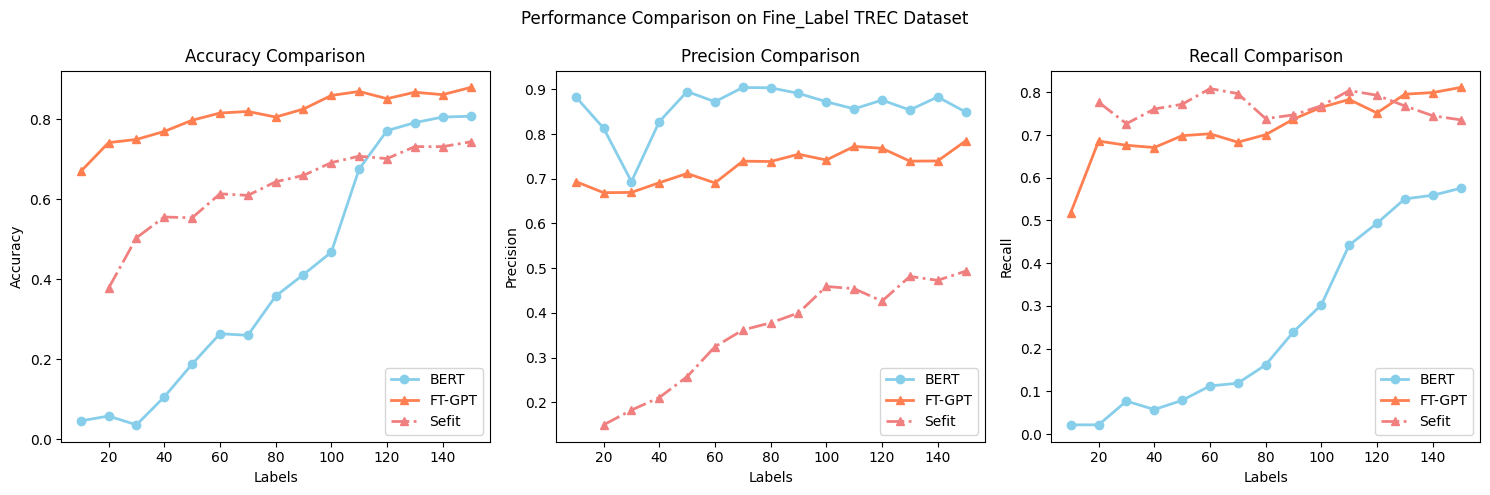 Performance Comparison on Fine_Label TREC Dataset
Accuracy Comparison
Accuracy
0.8
0.6
0.4
0.2
0.0
20 40 60 80 100 120 140
Labels
BERT
FT-GPT
Sefit
Precision Comparison
Precision
0.9
0.8
0.7
0.6
0.5
0.4
0.3
0.2
20 40 60 80 100 120 140
Labels
BERT
FT-GPT
Sefit
Recall Comparison
Recall
0.8
0.7
0.6
0.5
0.4
0.3
0.2
0.1
0.0
20 40 60 80 100 120 140
Labels
BERT
FT-GPT
Sefit